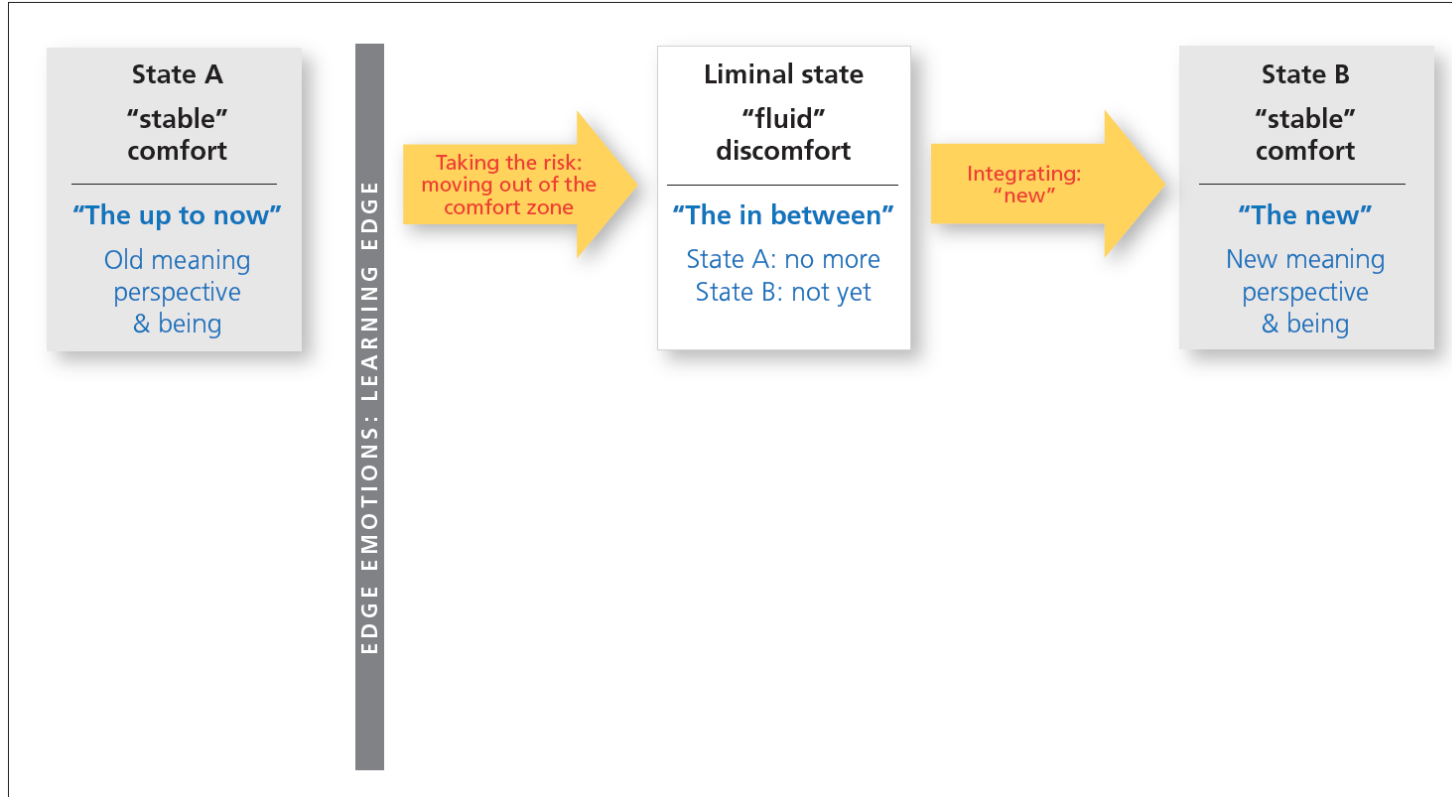 State A
“stable”
comfort
“The up to now”
Old meaning
perspective
& being
EDGE EMOTIONS: LEARNING EDGE
Taking the risk:
moving out of the
comfort zone
Liminal state
“fluid”
discomfort
“The in between”
State A: no more
State B: not yet
Integrating:
“new”
State B
“stable”
comfort
“The new”
New meaning
perspective
& being